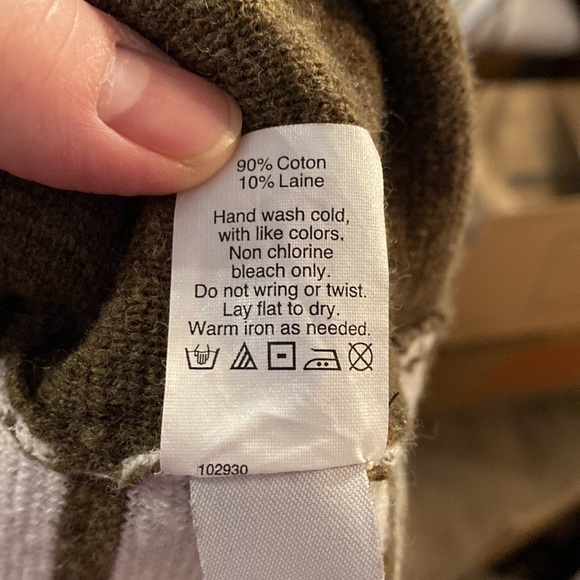 90% Coton
10% Laine
Hand wash cold,
with like colors.
Non chlorine
bleach only.
Do not wring or twist.
Lay flat to dry.
Warm iron as needed.
102930